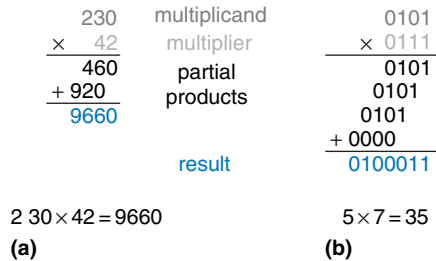 230 multiplicand 0101
× 42 multiplier × 0111
460 partial 0101
+ 920 products 0101
9660 0101
+ 0000
result 0100011
2 30 × 42 = 9660 5 × 7 = 35
(a) (b)